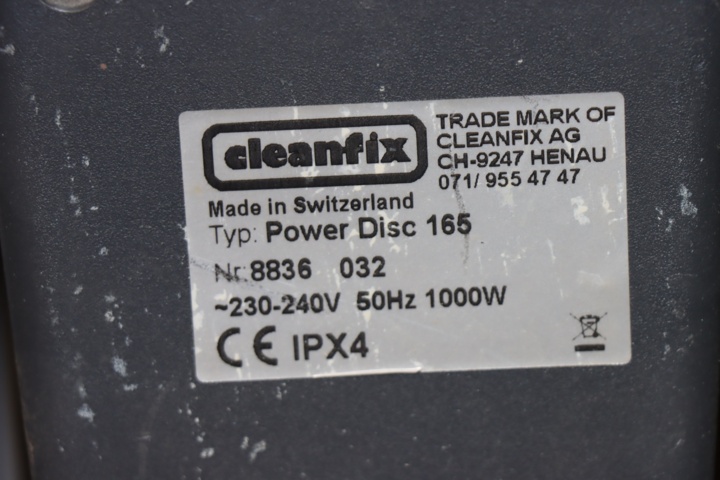 cleanfix
TRADE MARK OF
CLEANFIX AG
CH-9247 HENAU
071/ 955 47 47
Made in Switzerland
Typ: Power Disc 165
Nr: 8836 032
~230-240V 50Hz 1000W
CE IPX4